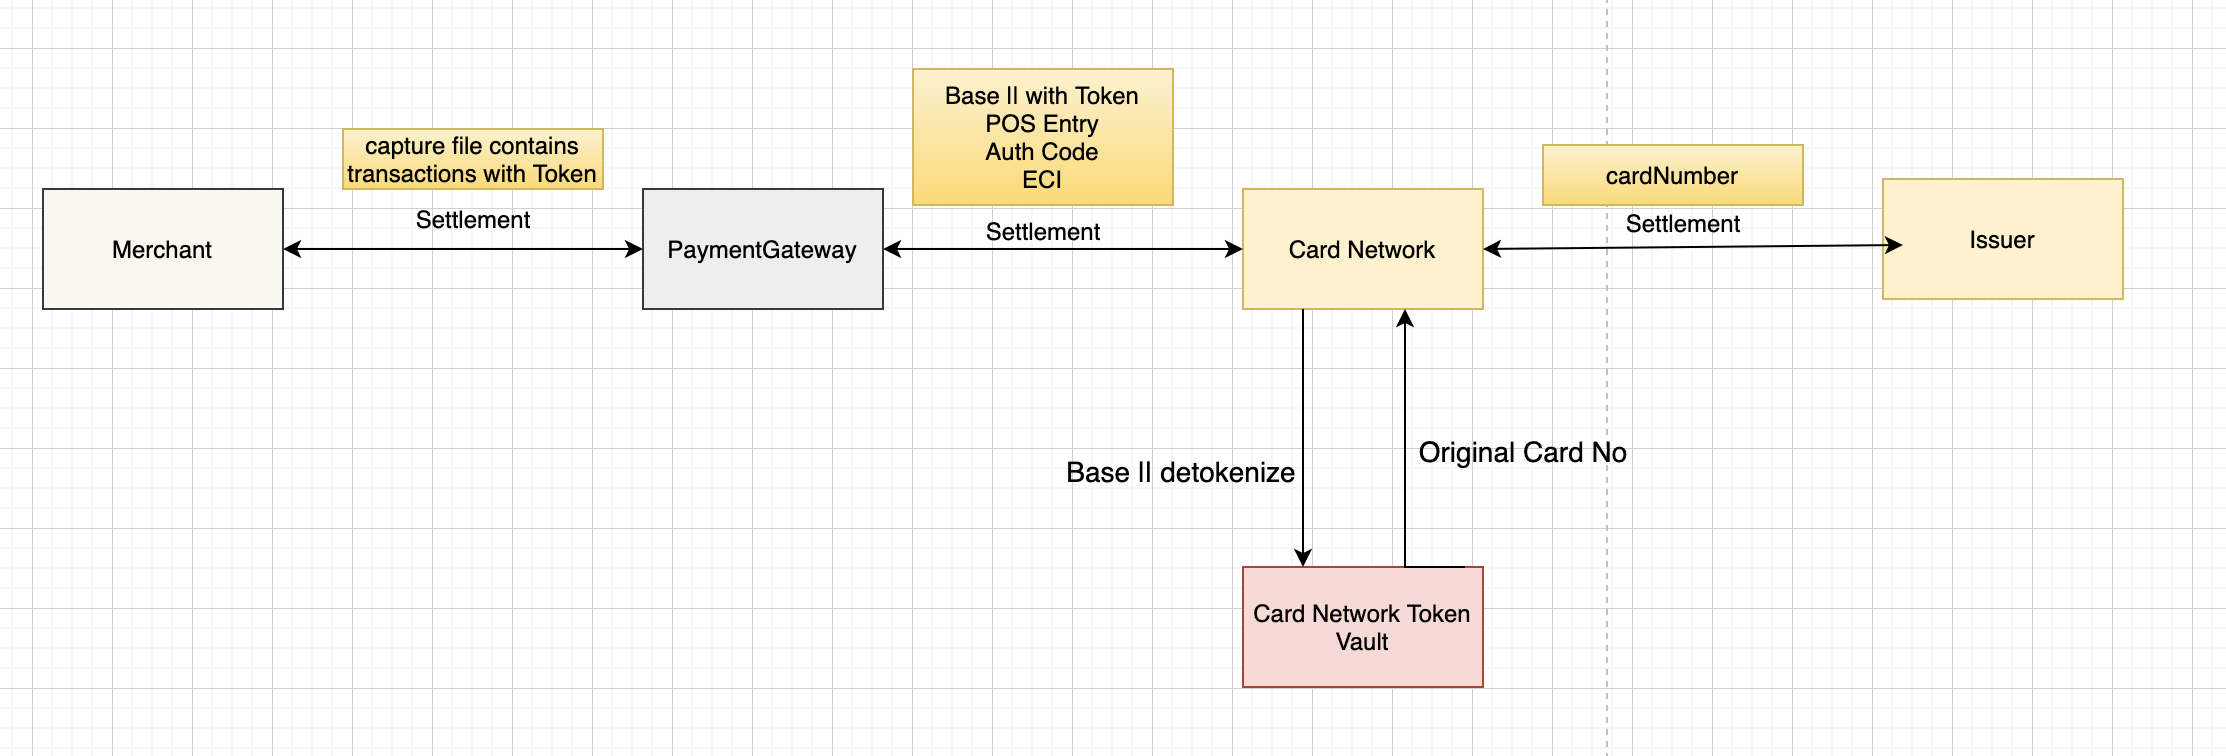 Base II with Token
POS Entry
Auth Code
ECI
capture file contains
transactions with Token
cardNumber
Settlement
Settlement
Settlement
Merchant
PaymentGateway
Card Network
Issuer
Base II detokenize
Original Card No
Card Network Token
Vault